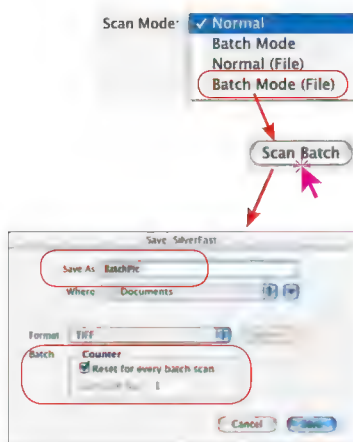 Scan Mode: ✓ Normal
Batch Mode
Normal (File)
Batch Mode (File)
Scan Batch
Save SilverFast
Save As BatchPic
Where Documents
Format TIFF
Batch Counter
Reset for every batch scan
1
Cancel Save